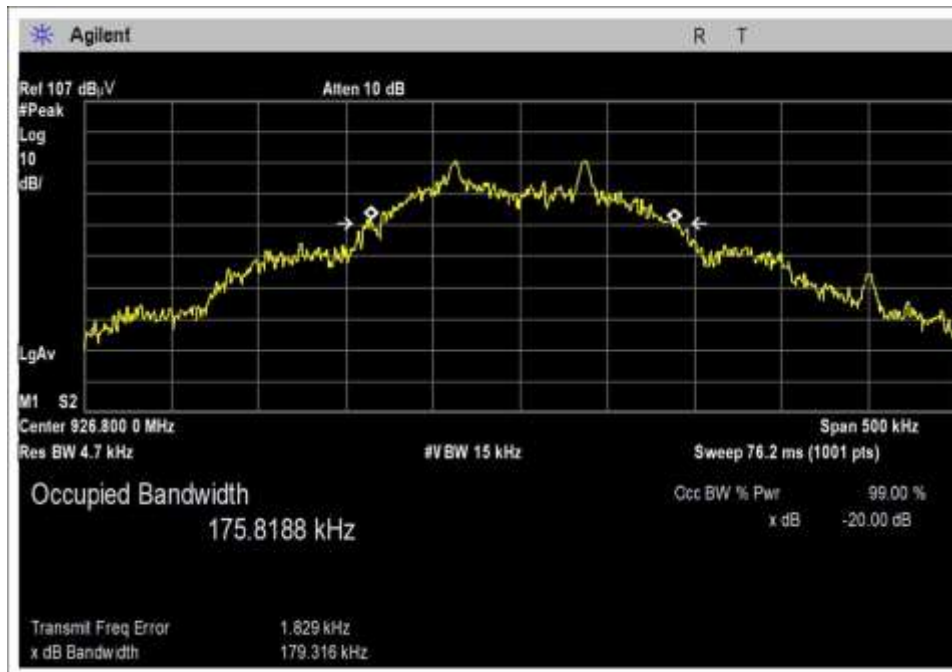 Agilent R T
Ref 107 dBµV Atten 10 dB
#Peak
Log
10
dB/
LgAv
M1 S2
Center 926.800 0 MHz Span 500 kHz
Res BW 4.7 kHz #VBW 15 kHz Sweep 76.2 ms (1001 pts)
Occupied Bandwidth Occ BW % Pwr 99.00 %
175.8188 kHz x dB -20.00 dB
Transmit Freq Error 1.829 kHz
x dB Bandwidth 179.316 kHz